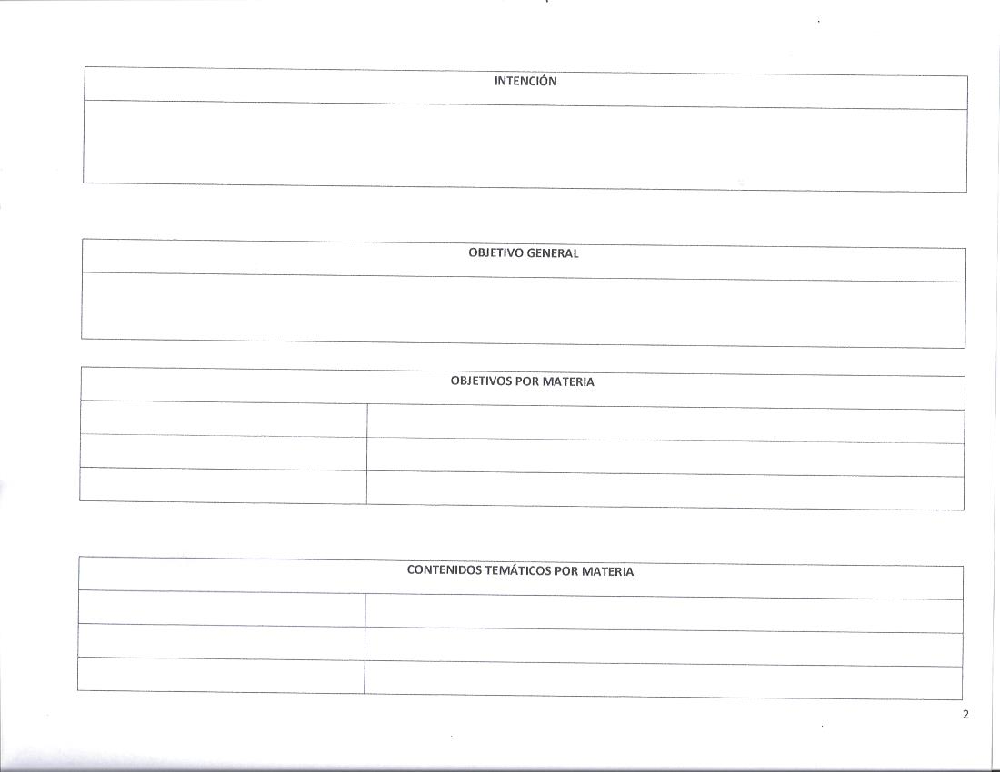 INTENCIÓN
OBJETIVO GENERAL
OBJETIVOS POR MATERIA
CONTENIDOS TEMÁTICOS POR MATERIA
2